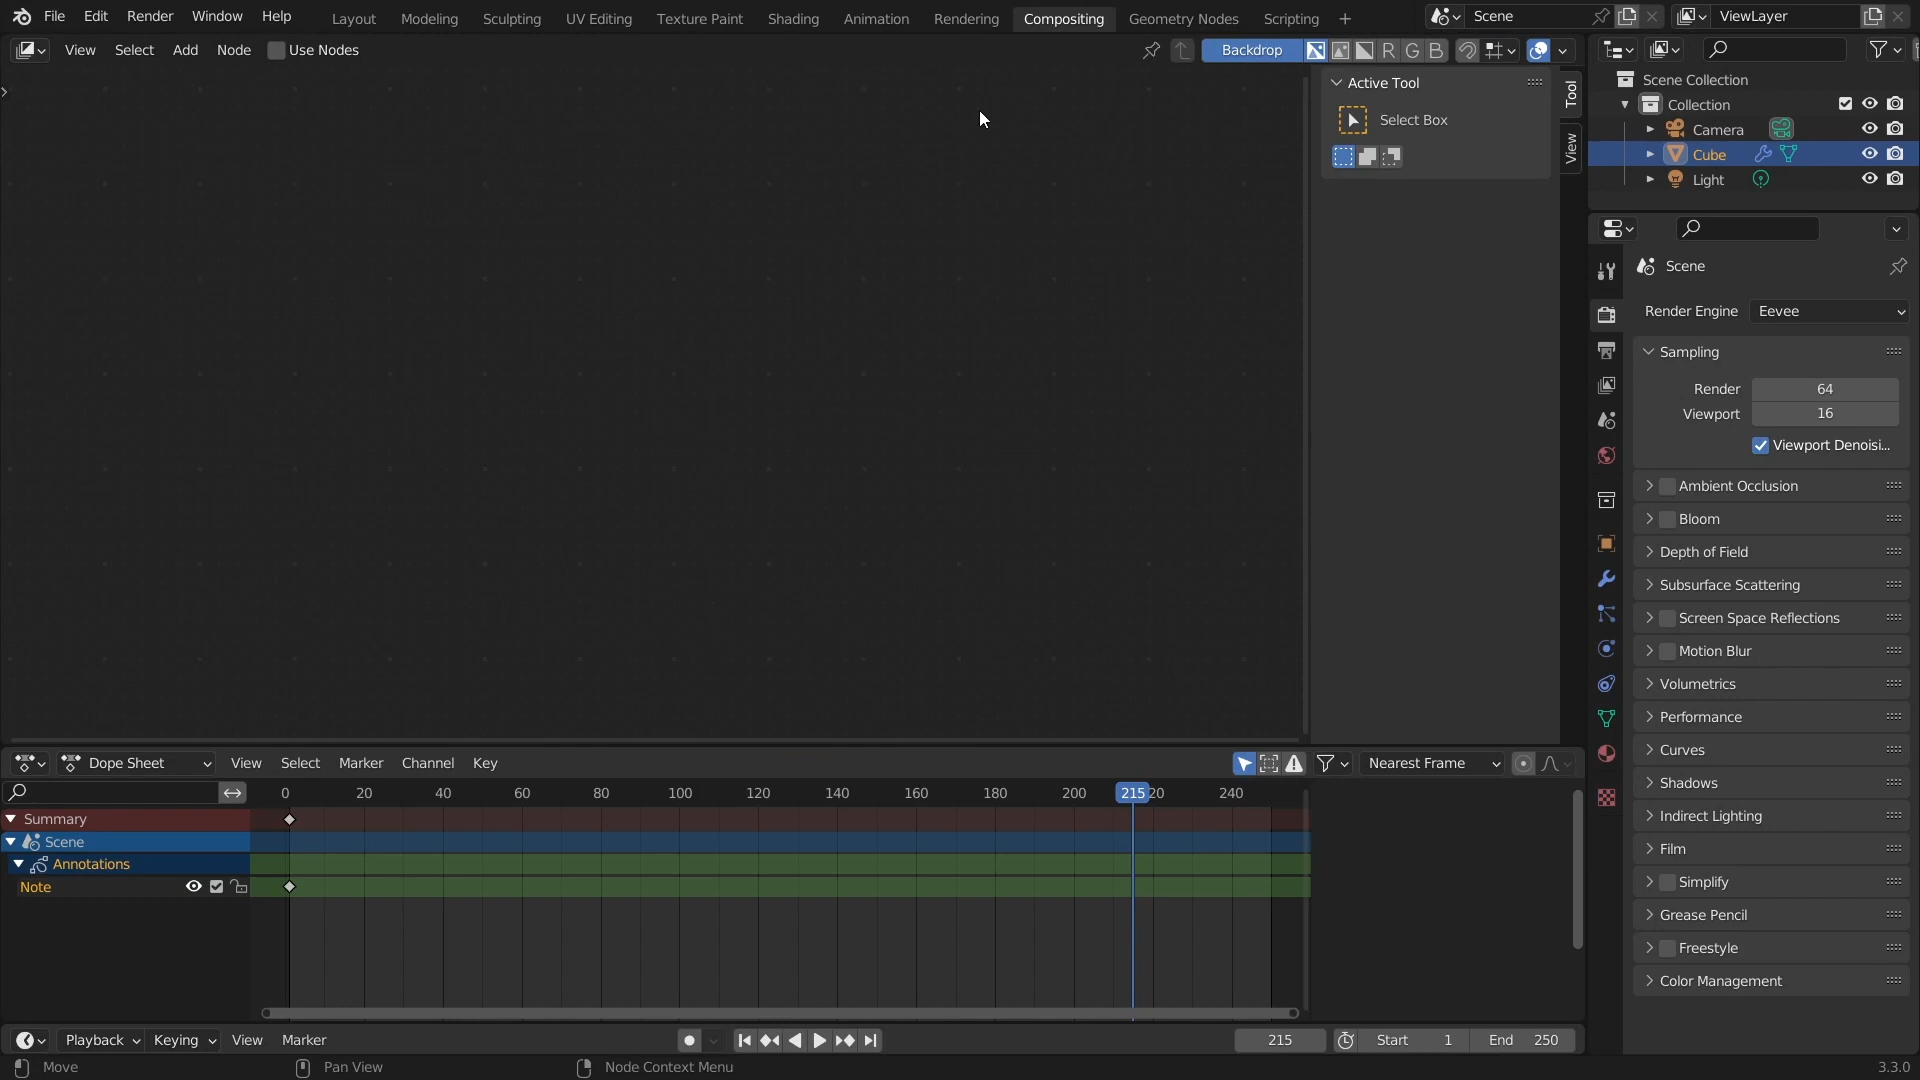 File Edit Render Window Help Layout Modeling Sculpting UV Editing Texture Paint Shading Animation Rendering Compositing Geometry Nodes Scripting + Scene ViewLayer
View Select Add Node Use Nodes Backdrop R G B
Active Tool
Select Box
Tool
View
Scene Collection
Collection
Camera
Cube
Light
Scene
Render Engine Eevee
Sampling
Render 64
Viewport 16
Viewport Denoisi...
Ambient Occlusion
Bloom
Depth of Field
Subsurface Scattering
Screen Space Reflections
Motion Blur
Volumetrics
Performance
Curves
Shadows
Indirect Lighting
Film
Simplify
Grease Pencil
Freestyle
Color Management
Dope Sheet View Select Marker Channel Key Nearest Frame
0 20 40 60 80 100 120 140 160 180 200 215 20 240
Summary
Scene
Annotations
Note
Playback Keying View Marker 215 Start 1 End 250
Move Pan View Node Context Menu 3.3.0